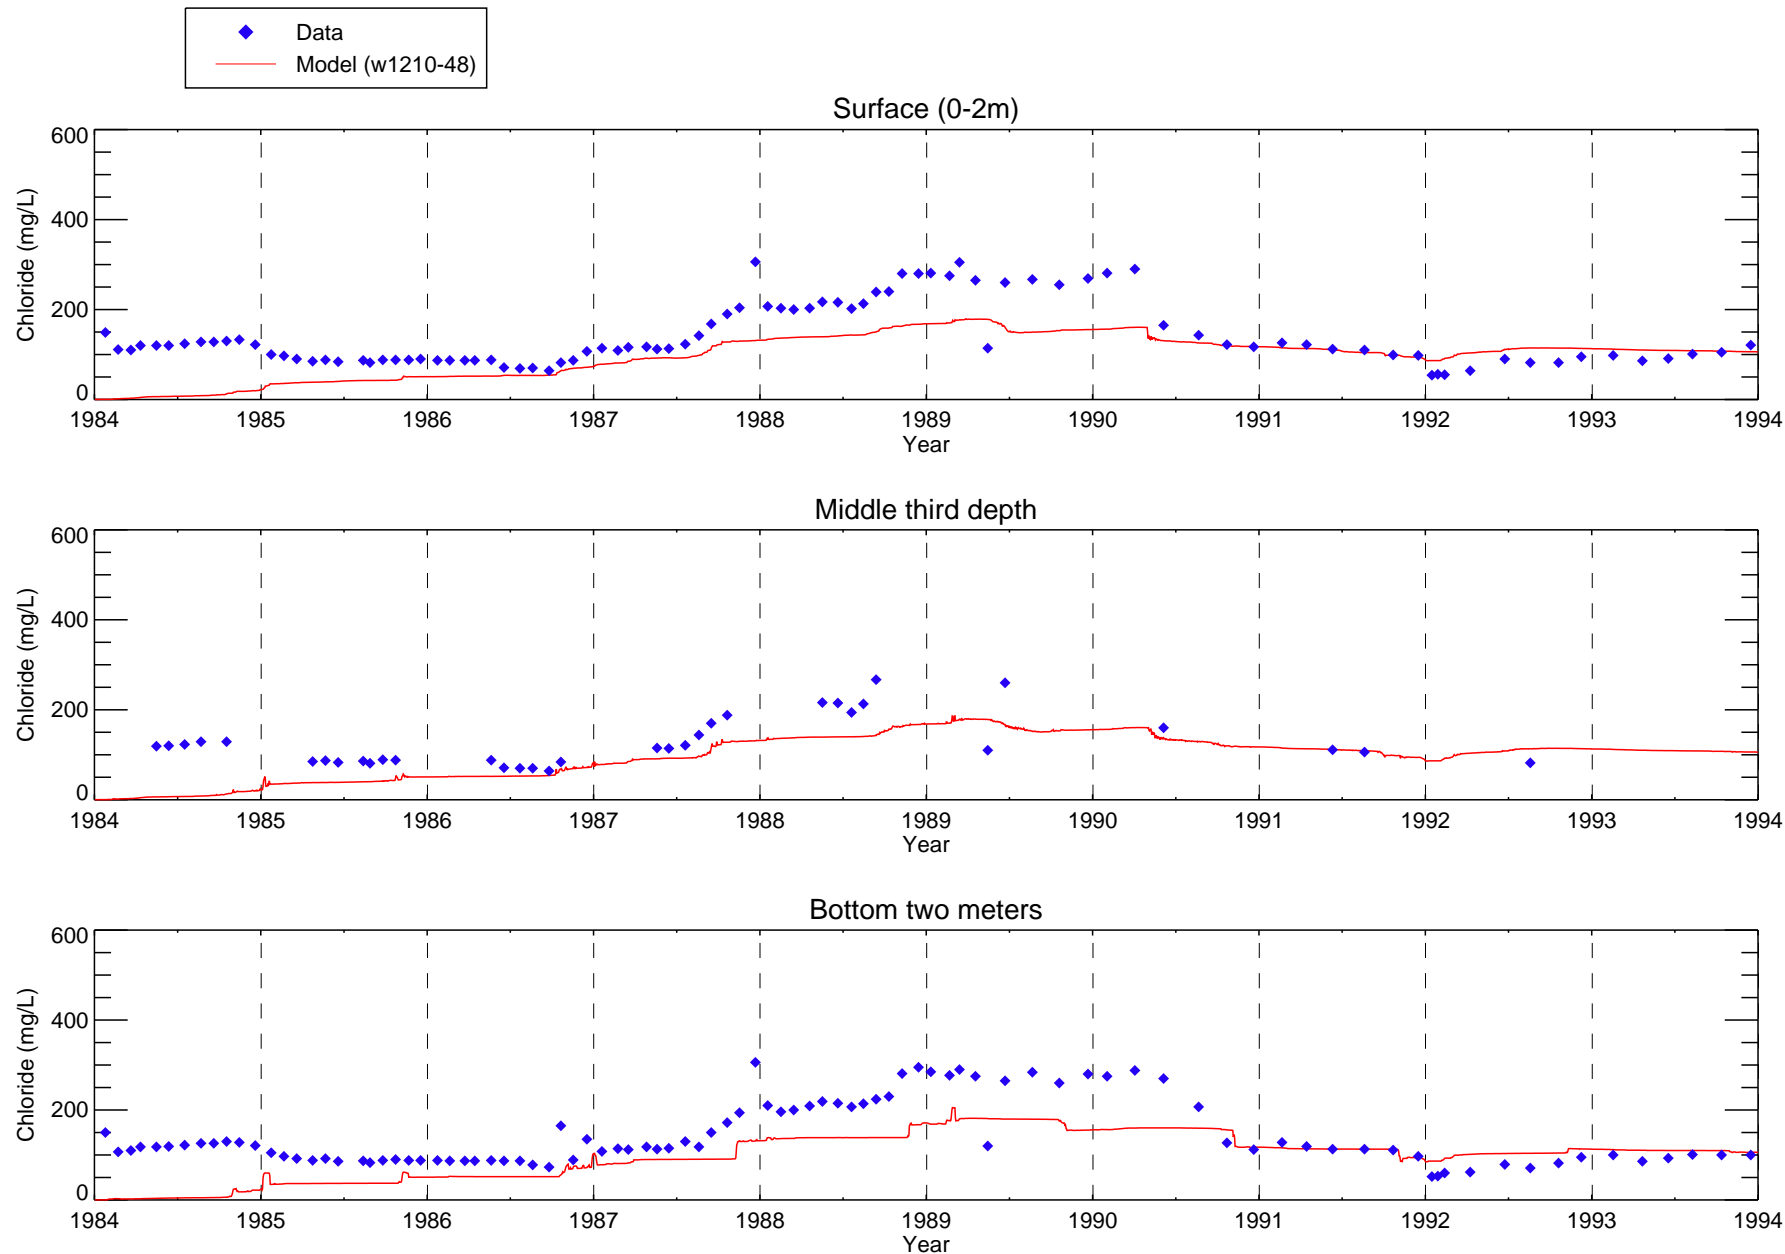 Data
Model (w1210-48)
Surface (0-2m)
Chloride (mg/L)
600
400
200
0
1984 1985 1986 1987 1988 1989 1990 1991 1992 1993 1994
Year
Middle third depth
Chloride (mg/L)
600
400
200
0
1984 1985 1986 1987 1988 1989 1990 1991 1992 1993 1994
Year
Bottom two meters
Chloride (mg/L)
600
400
200
0
1984 1985 1986 1987 1988 1989 1990 1991 1992 1993 1994
Year